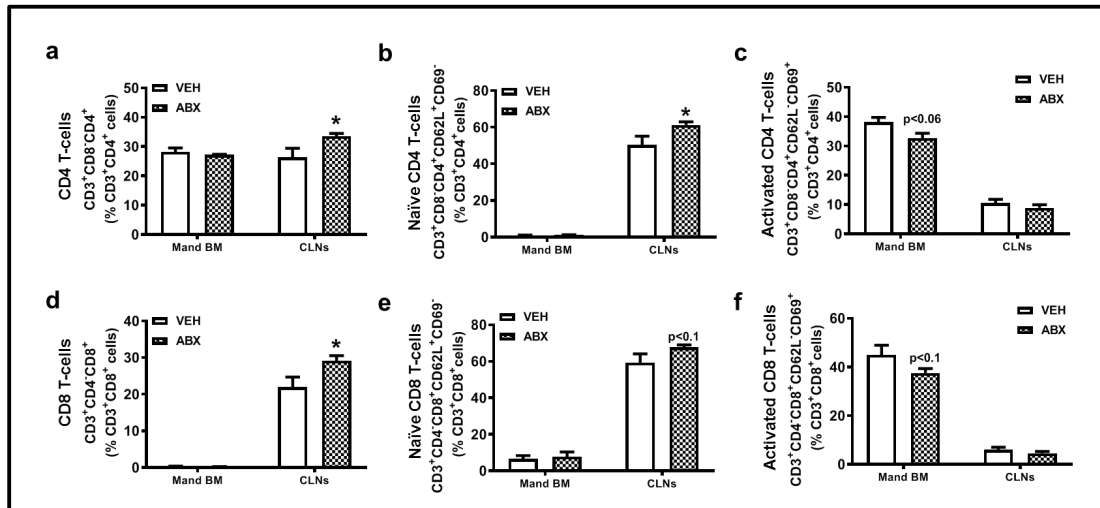 a
CD4 T-cells
CD3⁺CD8⁻CD4⁺
(% CD3⁺CD4⁺ cells)
50
40
30
20
10
0
VEH
ABX
*
Mand BM
CLNs
b
Naïve CD4 T-cells
CD3⁺CD8⁻CD4⁺CD62L⁺CD69⁻
(% CD3⁺CD4⁺cells)
80
60
40
20
0
VEH
ABX
*
Mand BM
CLNs
c
Activated CD4 T-cells
CD3⁺CD8⁻CD4⁺CD62L⁻CD69⁺
(% CD3⁺CD4⁺ cells)
50
40
30
20
10
0
VEH
ABX
p<0.06
Mand BM
CLNs
d
CD8 T-cells
CD3⁺CD4⁻CD8⁺
(% CD3⁺CD8⁺ cells)
40
30
20
10
0
VEH
ABX
*
Mand BM
CLNs
e
Naïve CD8 T-cells
CD3⁺CD4⁻CD8⁺CD62L⁺CD69⁻
(% CD3⁺CD8⁺cells)
80
60
40
20
0
VEH
ABX
p<0.1
Mand BM
CLNs
f
Activated CD8 T-cells
CD3⁺CD4⁻CD8⁺CD62L⁻CD69⁺
(% CD3⁺CD8⁺cells)
60
40
20
0
VEH
ABX
p<0.1
Mand BM
CLNs